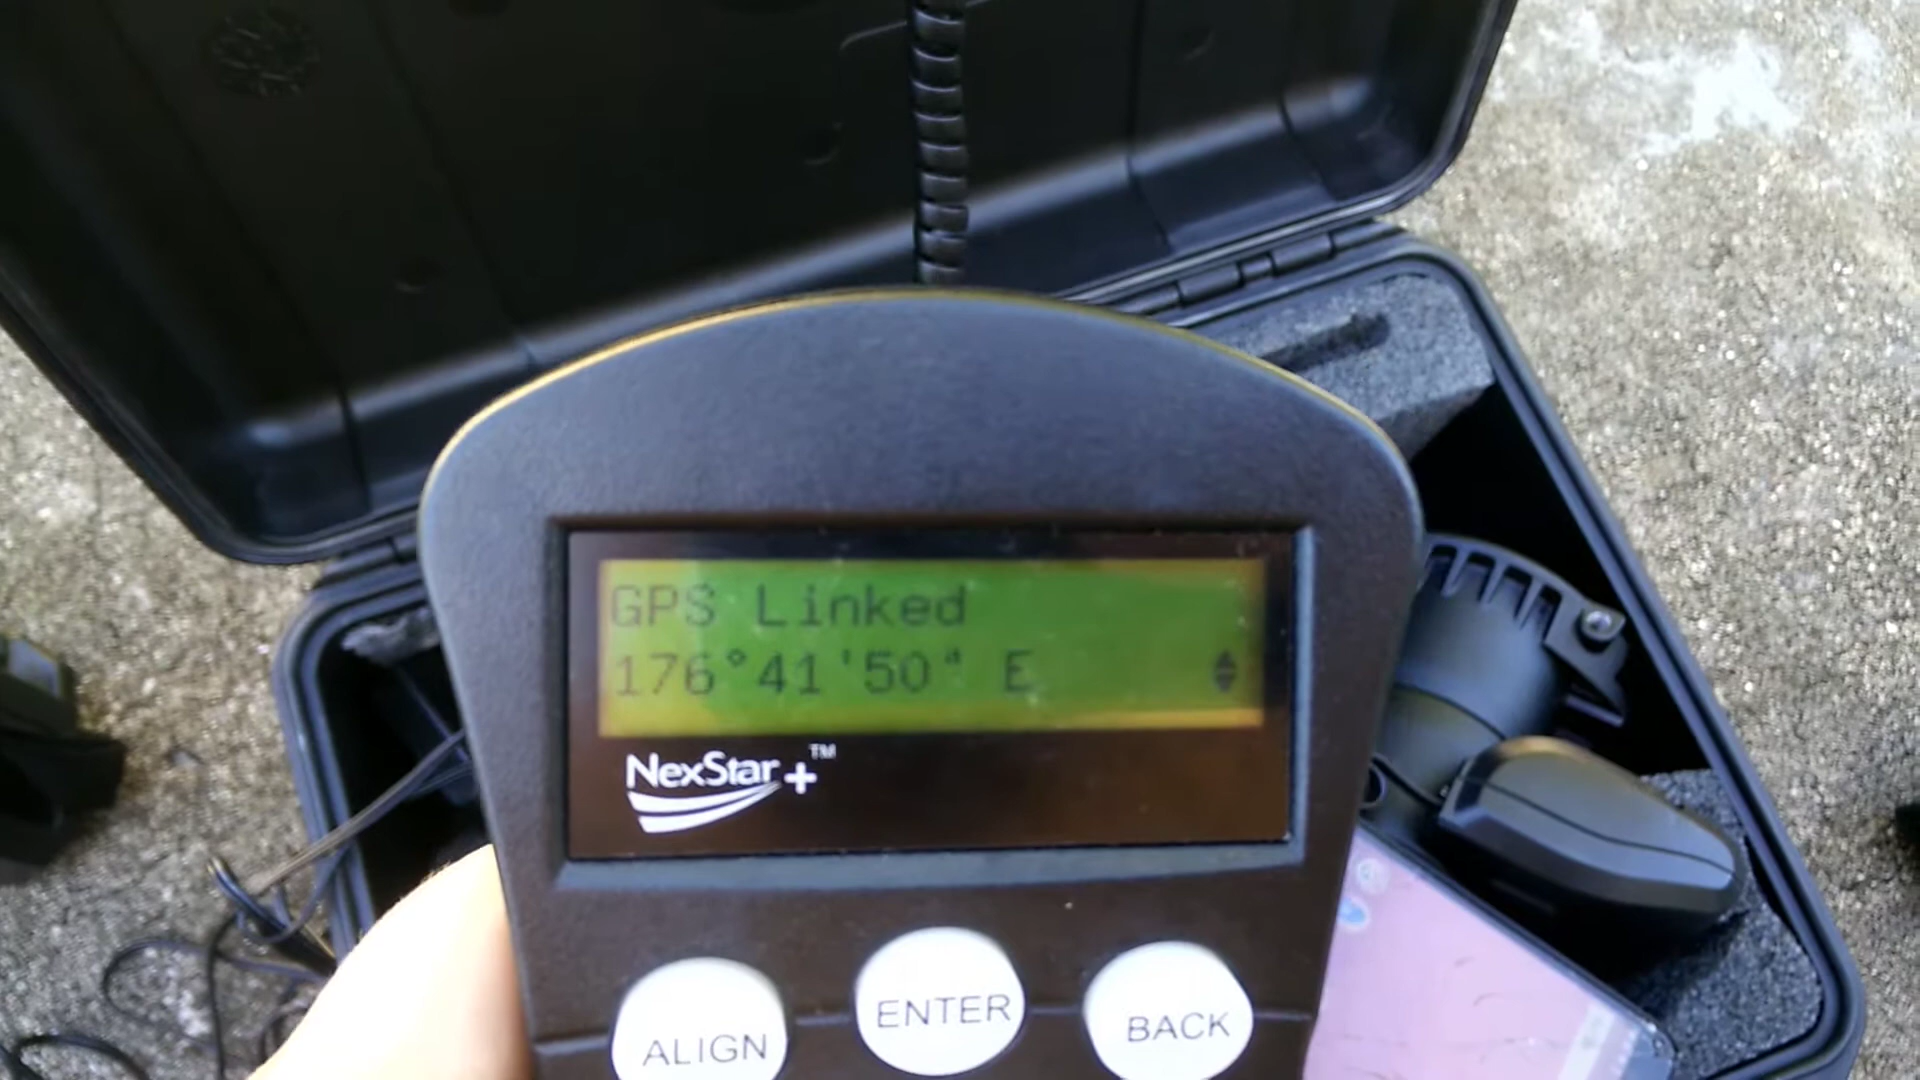 GPS Linked
176°41'50" E
NexStar+™
ALIGN
ENTER
BACK